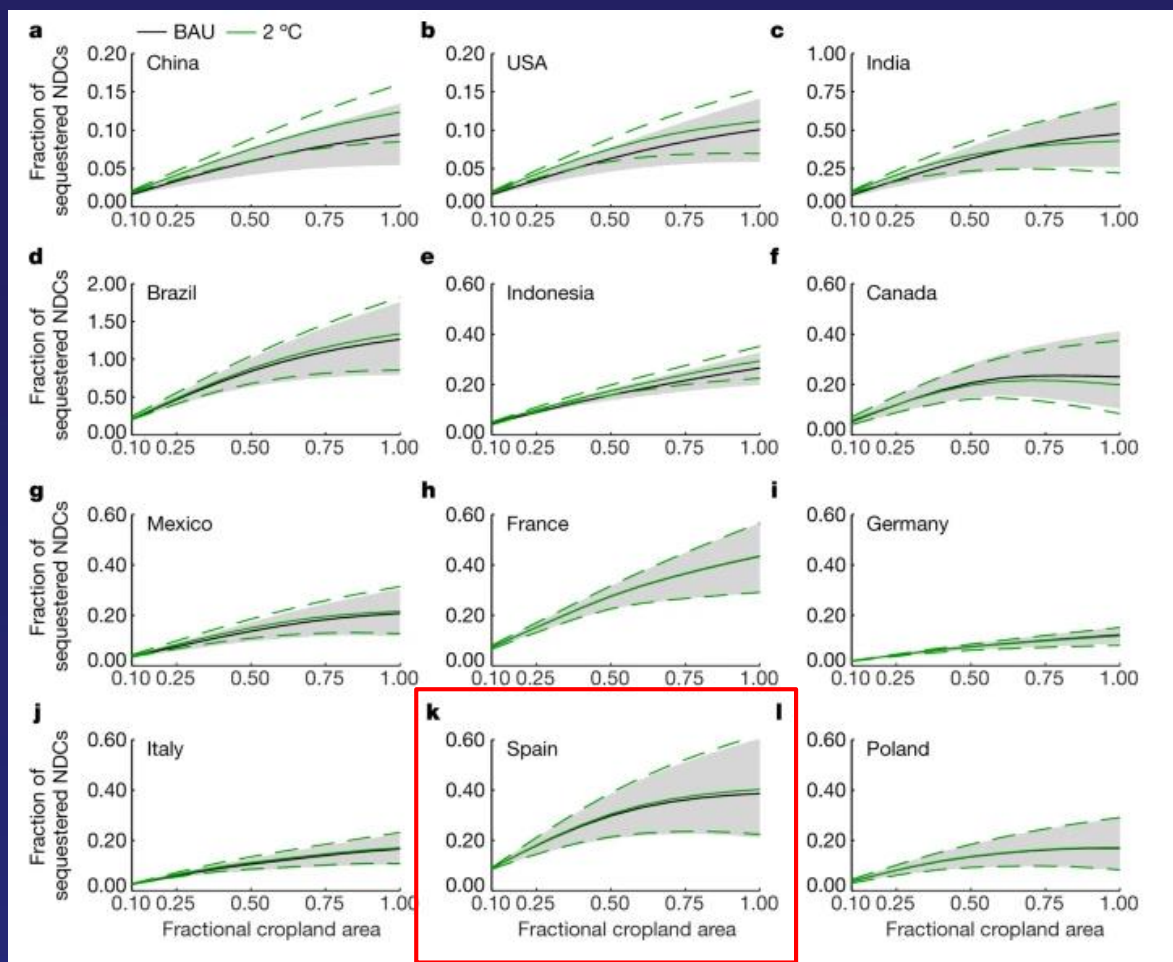 a
BAU
2 ºC
b
c
Fraction of
sequestered NDCs
0.20
0.15
0.10
0.05
0.00
China
0.10 0.25 0.50 0.75 1.00
0.20
0.15
0.10
0.05
0.00
USA
0.10 0.25 0.50 0.75 1.00
1.00
0.75
0.50
0.25
0.00
India
0.10 0.25 0.50 0.75 1.00
d
e
f
Fraction of
sequestered NDCs
2.00
1.50
1.00
0.50
0.00
Brazil
0.10 0.25 0.50 0.75 1.00
0.60
0.40
0.20
0.00
Indonesia
0.10 0.25 0.50 0.75 1.00
0.60
0.40
0.20
0.00
Canada
0.10 0.25 0.50 0.75 1.00
g
h
i
Fraction of
sequestered NDCs
0.60
0.40
0.20
0.00
Mexico
0.10 0.25 0.50 0.75 1.00
0.60
0.40
0.20
0.00
France
0.10 0.25 0.50 0.75 1.00
0.60
0.40
0.20
0.00
Germany
0.10 0.25 0.50 0.75 1.00
j
k
l
Fraction of
sequestered NDCs
0.60
0.40
0.20
0.00
Italy
0.10 0.25 0.50 0.75 1.00
Fractional cropland area
0.60
0.40
0.20
0.00
Spain
0.10 0.25 0.50 0.75 1.00
Fractional cropland area
0.60
0.40
0.20
0.00
Poland
0.10 0.25 0.50 0.75 1.00
Fractional cropland area